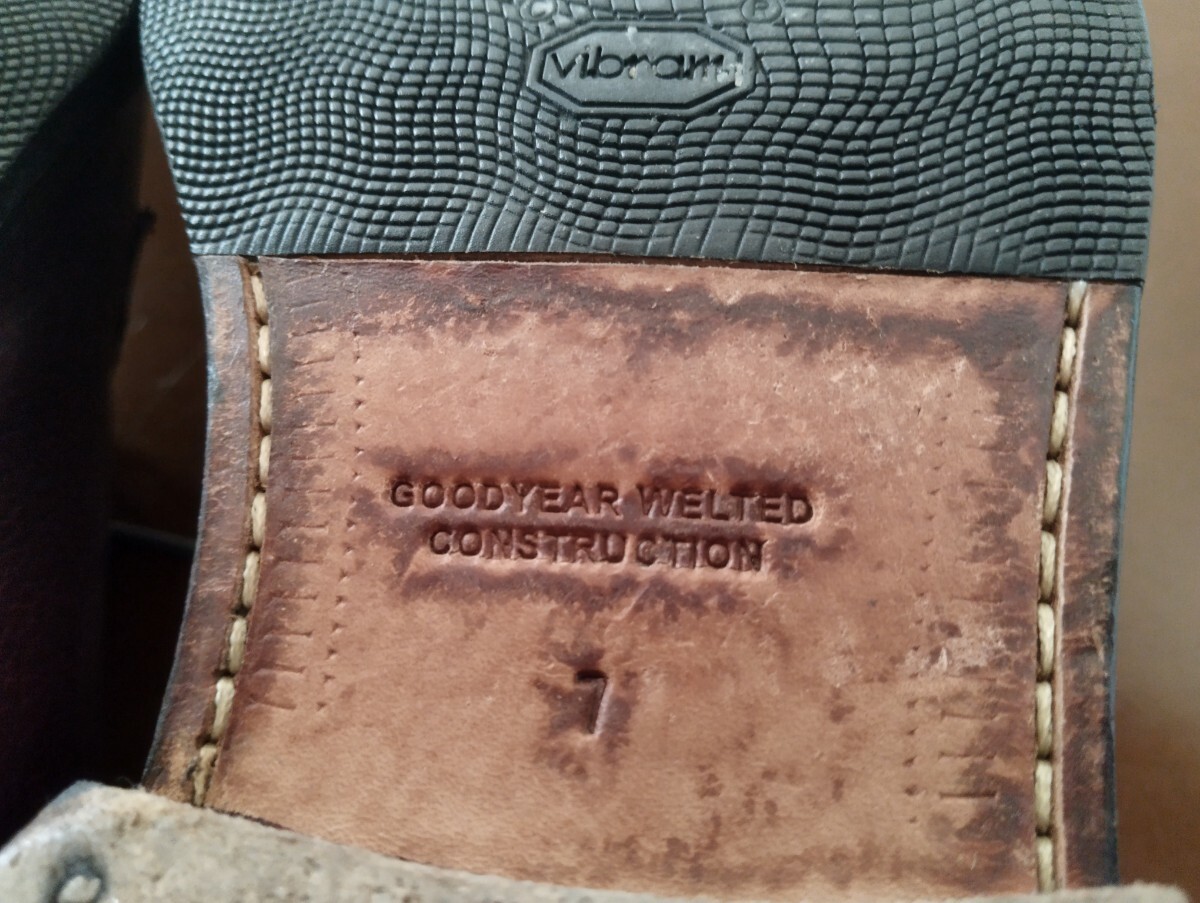 vibram
GOODYEAR WELTED
CONSTRUCTION
7